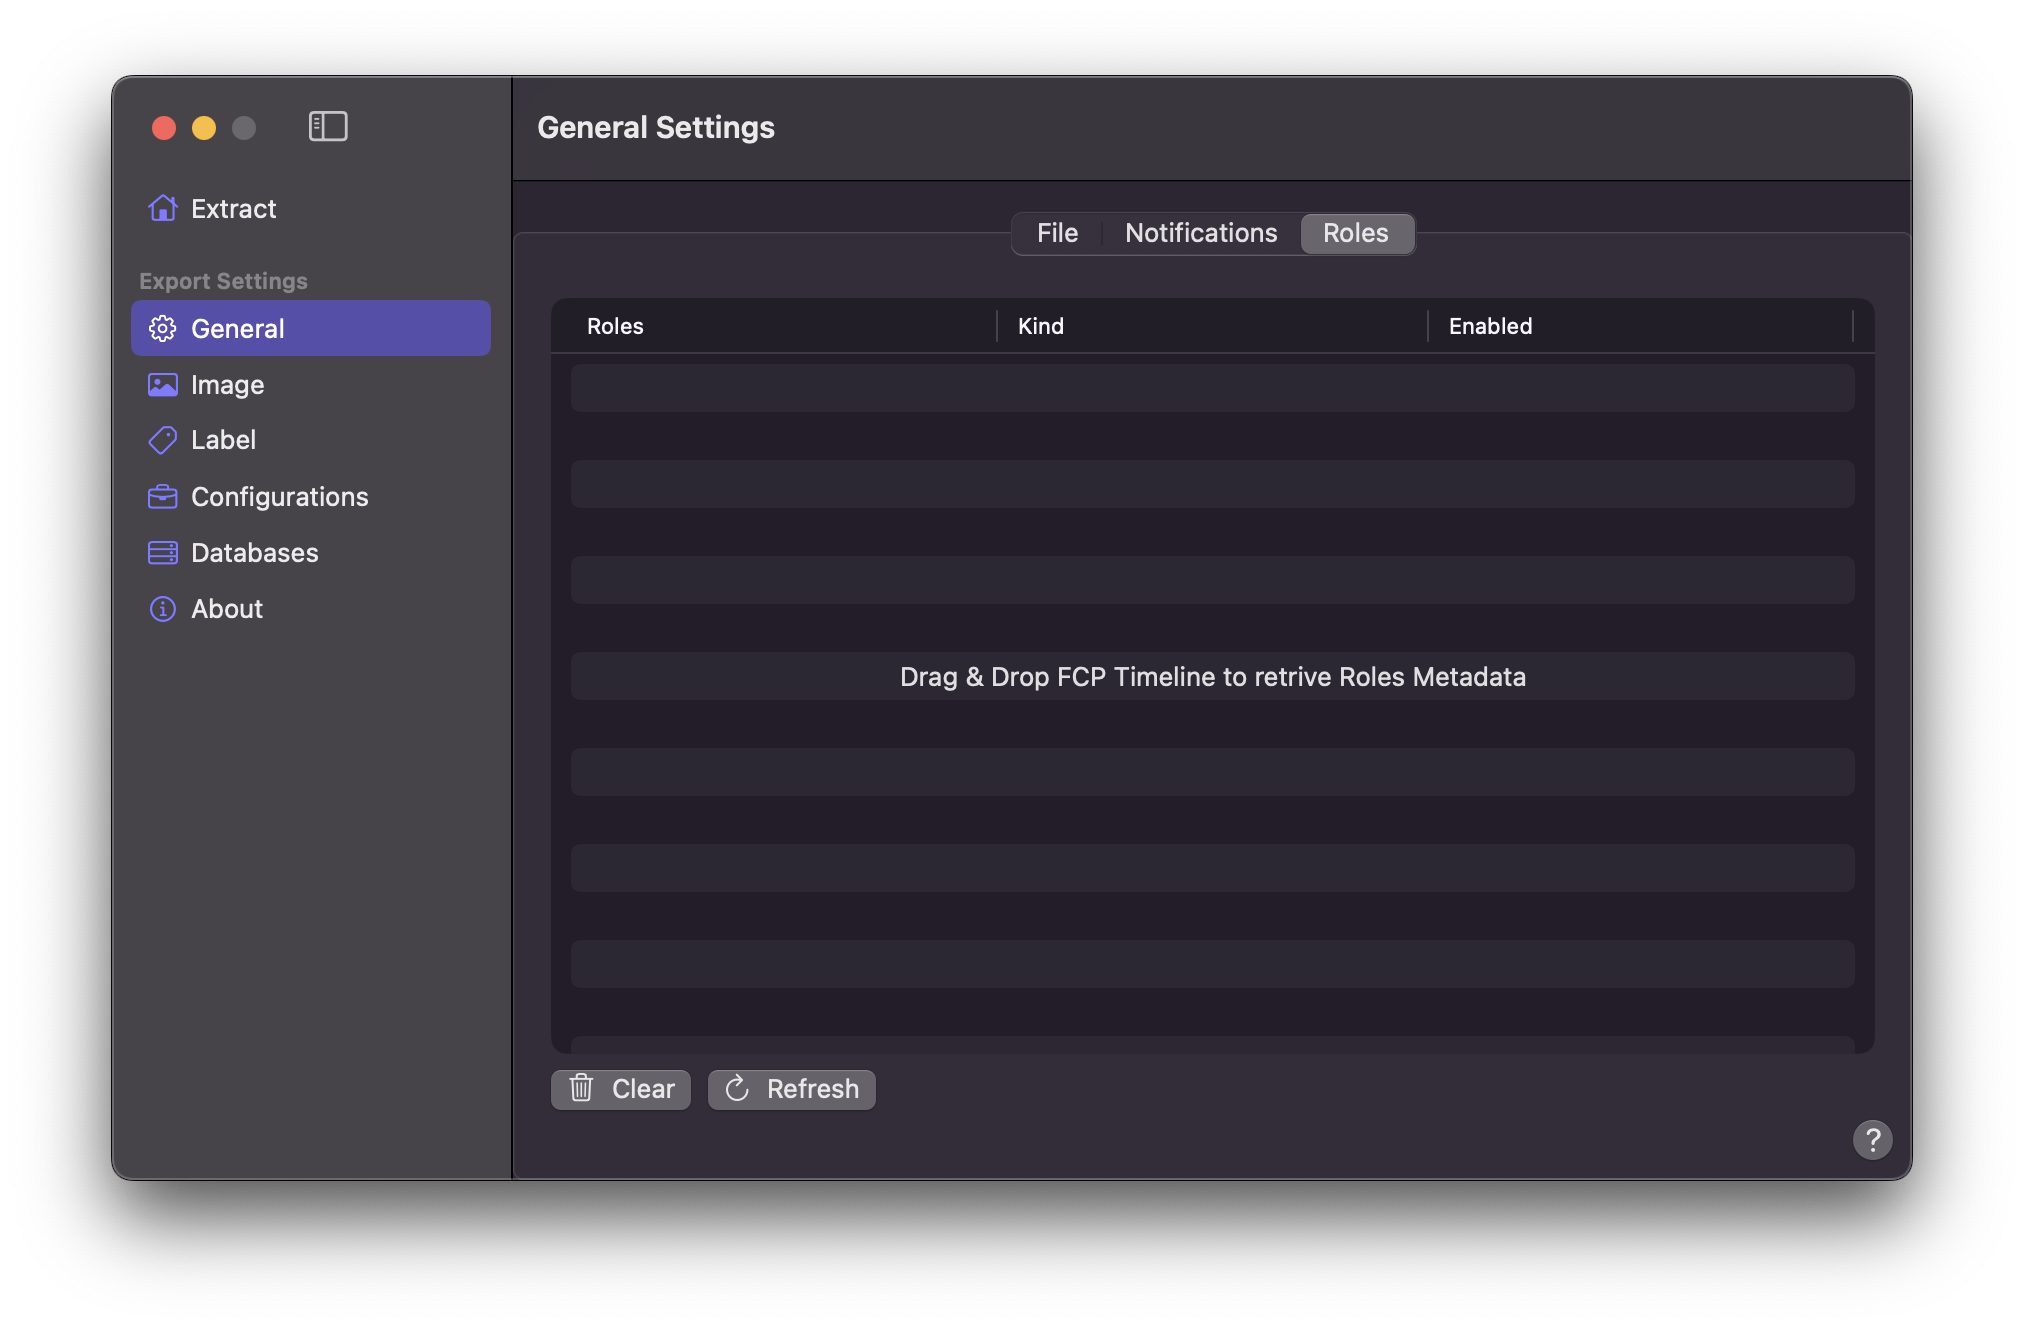 General Settings
Extract
Export Settings
General
Image
Label
Configurations
Databases
About
File
Notifications
Roles
Roles
Kind
Enabled
Drag & Drop FCP Timeline to retrive Roles Metadata
Clear
Refresh
?